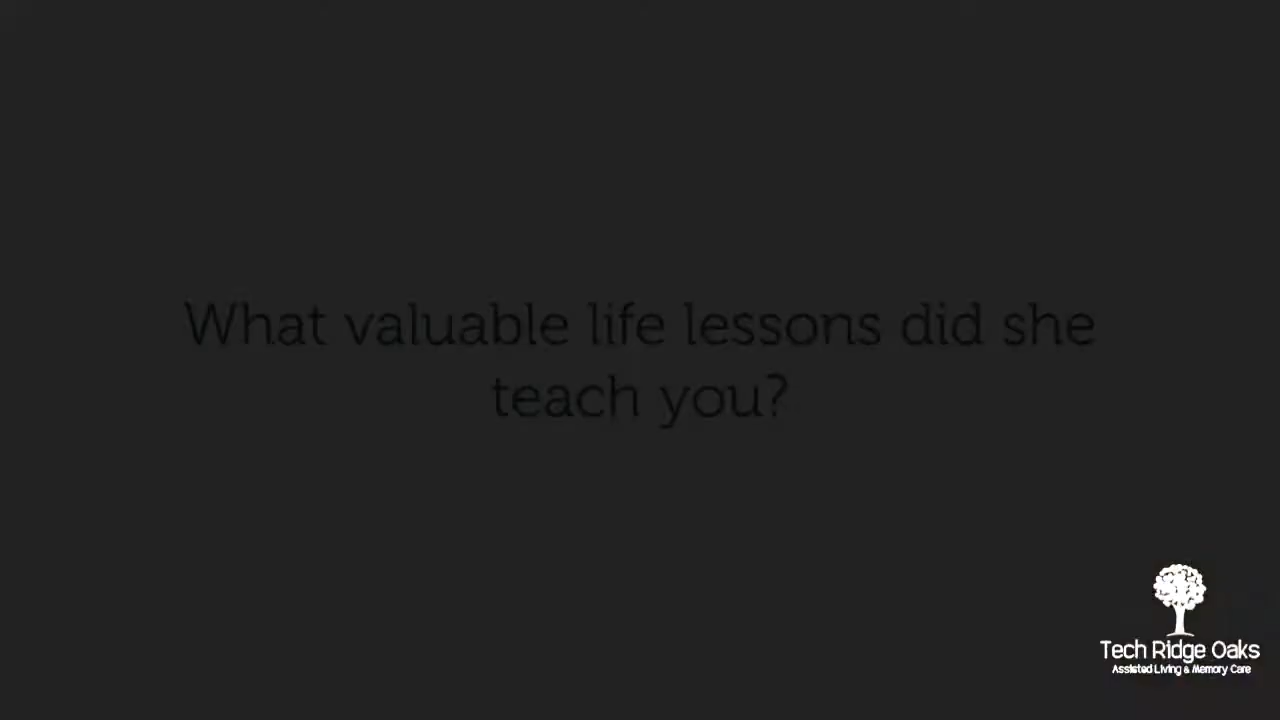 What valuable life lessons did she
teach you?
Tech Ridge Oaks
Assisted Living & Memory Care